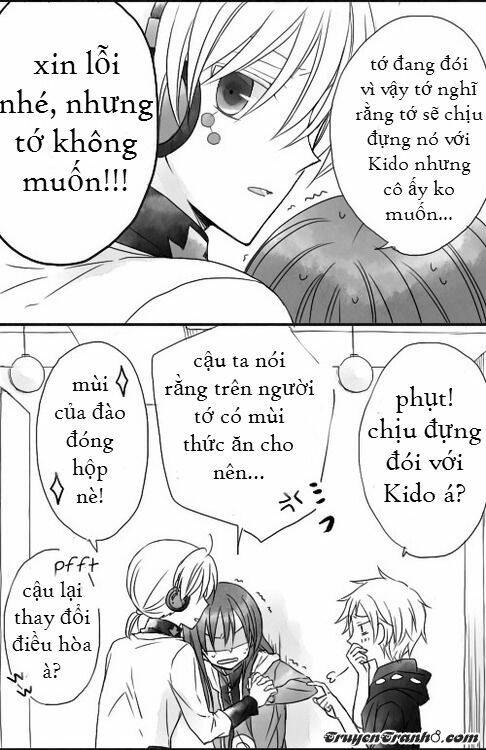 tớ đang đói
vì vậy tớ nghĩ
rằng tớ sẽ chịu
đựng nó với
Kido nhưng
cô ấy ko
muốn...
xin lỗi
nhé, nhưng
tớ không
muốn!!!
phụt!
chịu đựng
đói với
Kido á?
cậu ta nói
rằng trên người
tớ có mùi
thức ăn cho
nên...
mùi
của đào
đóng
hộp
nè!
pfft
cậu lại
thay đổi
điều hòa
à?
TruyenTranh8.com